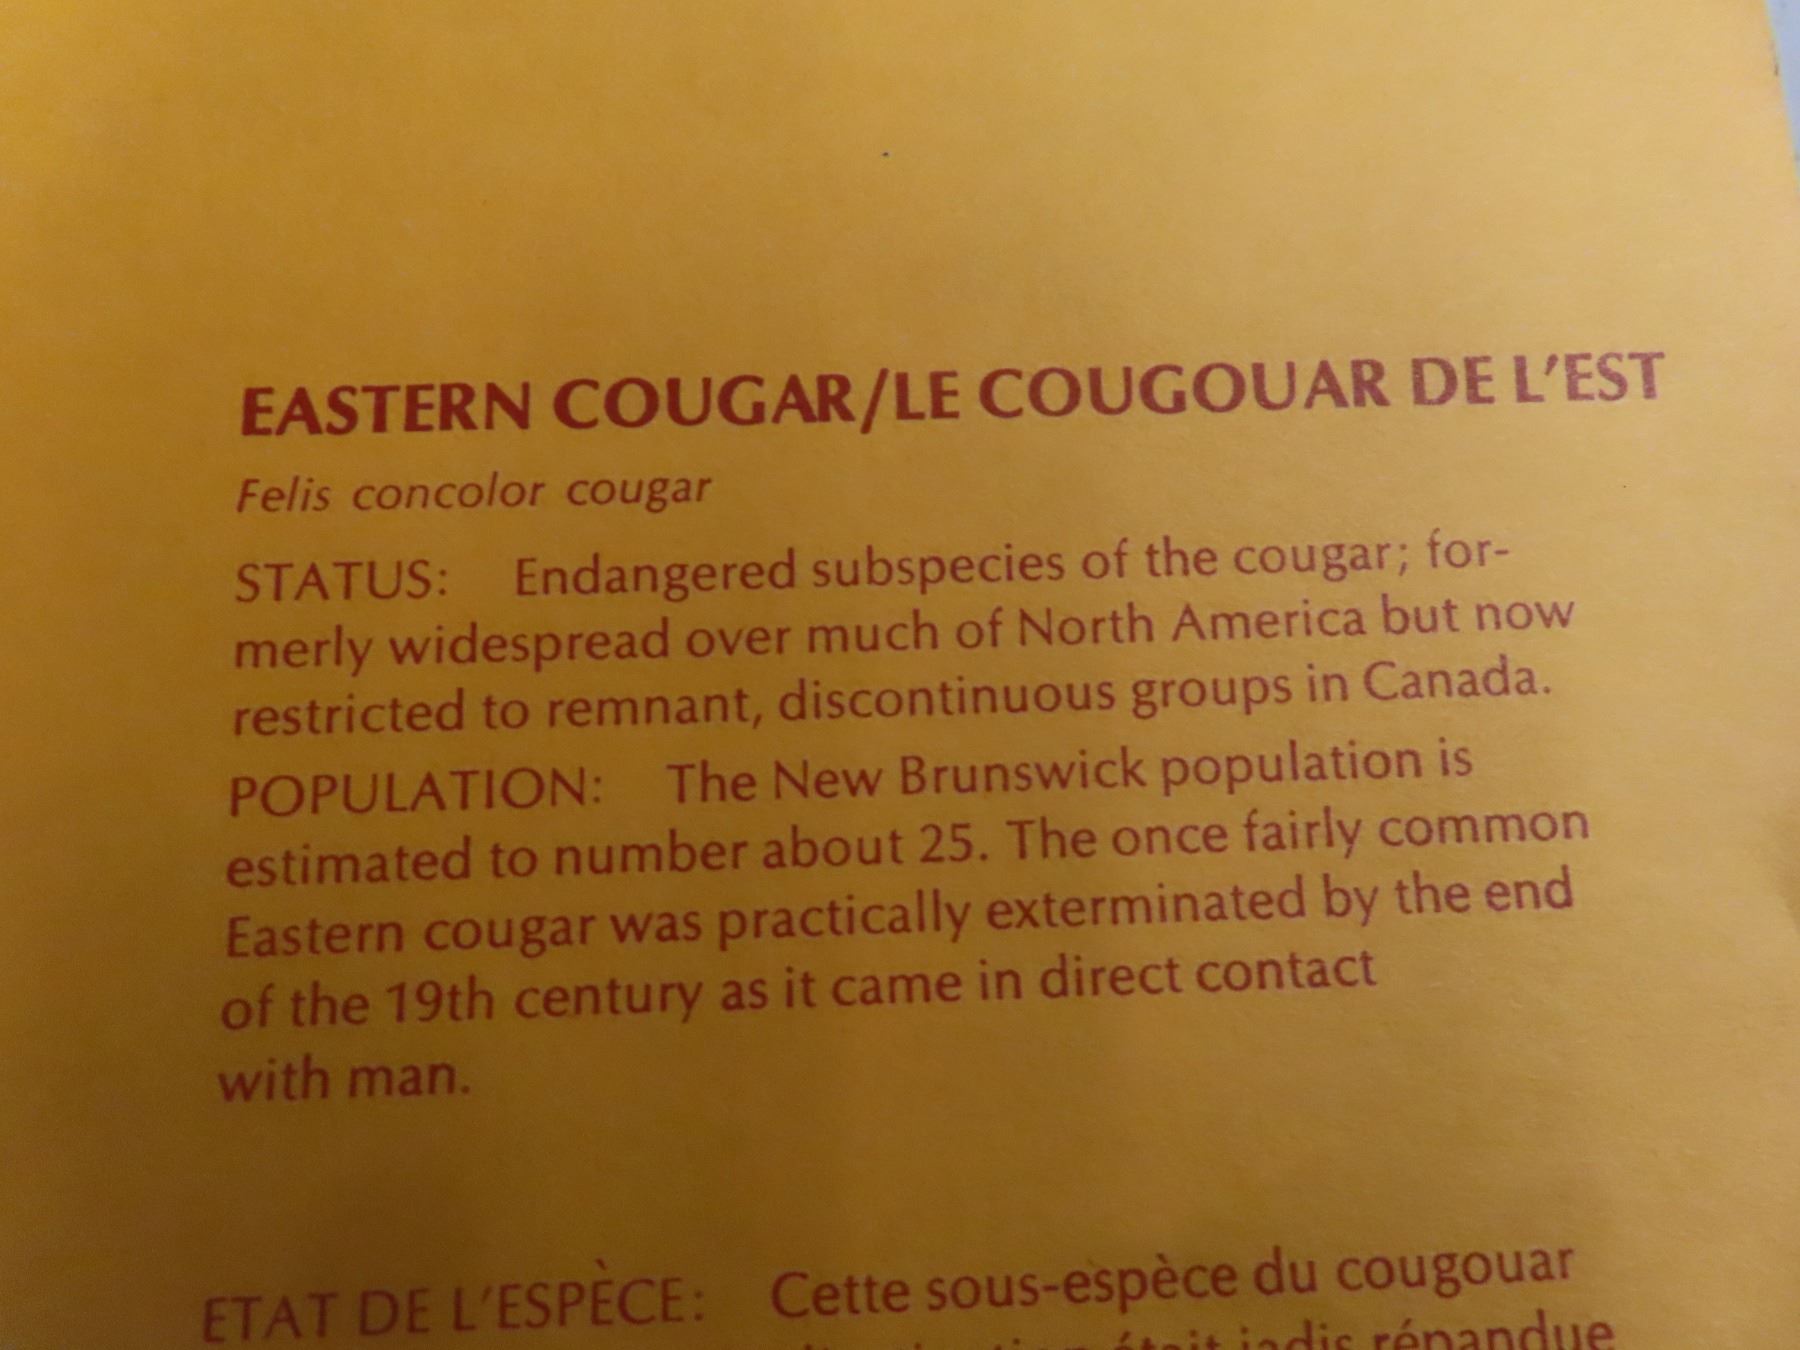 EASTERN COUGAR/LE COUGOUAR DE L'EST
Felis concolor cougar
STATUS: Endangered subspecies of the cougar; for-
merly widespread over much of North America but now
restricted to remnant, discontinuous groups in Canada.
POPULATION: The New Brunswick population is
estimated to number about 25. The once fairly common
Eastern cougar was practically exterminated by the end
of the 19th century as it came in direct contact
with man.
ETAT DE L'ESPÈCE: Cette sous-espèce du cougouar
était jadis répandue